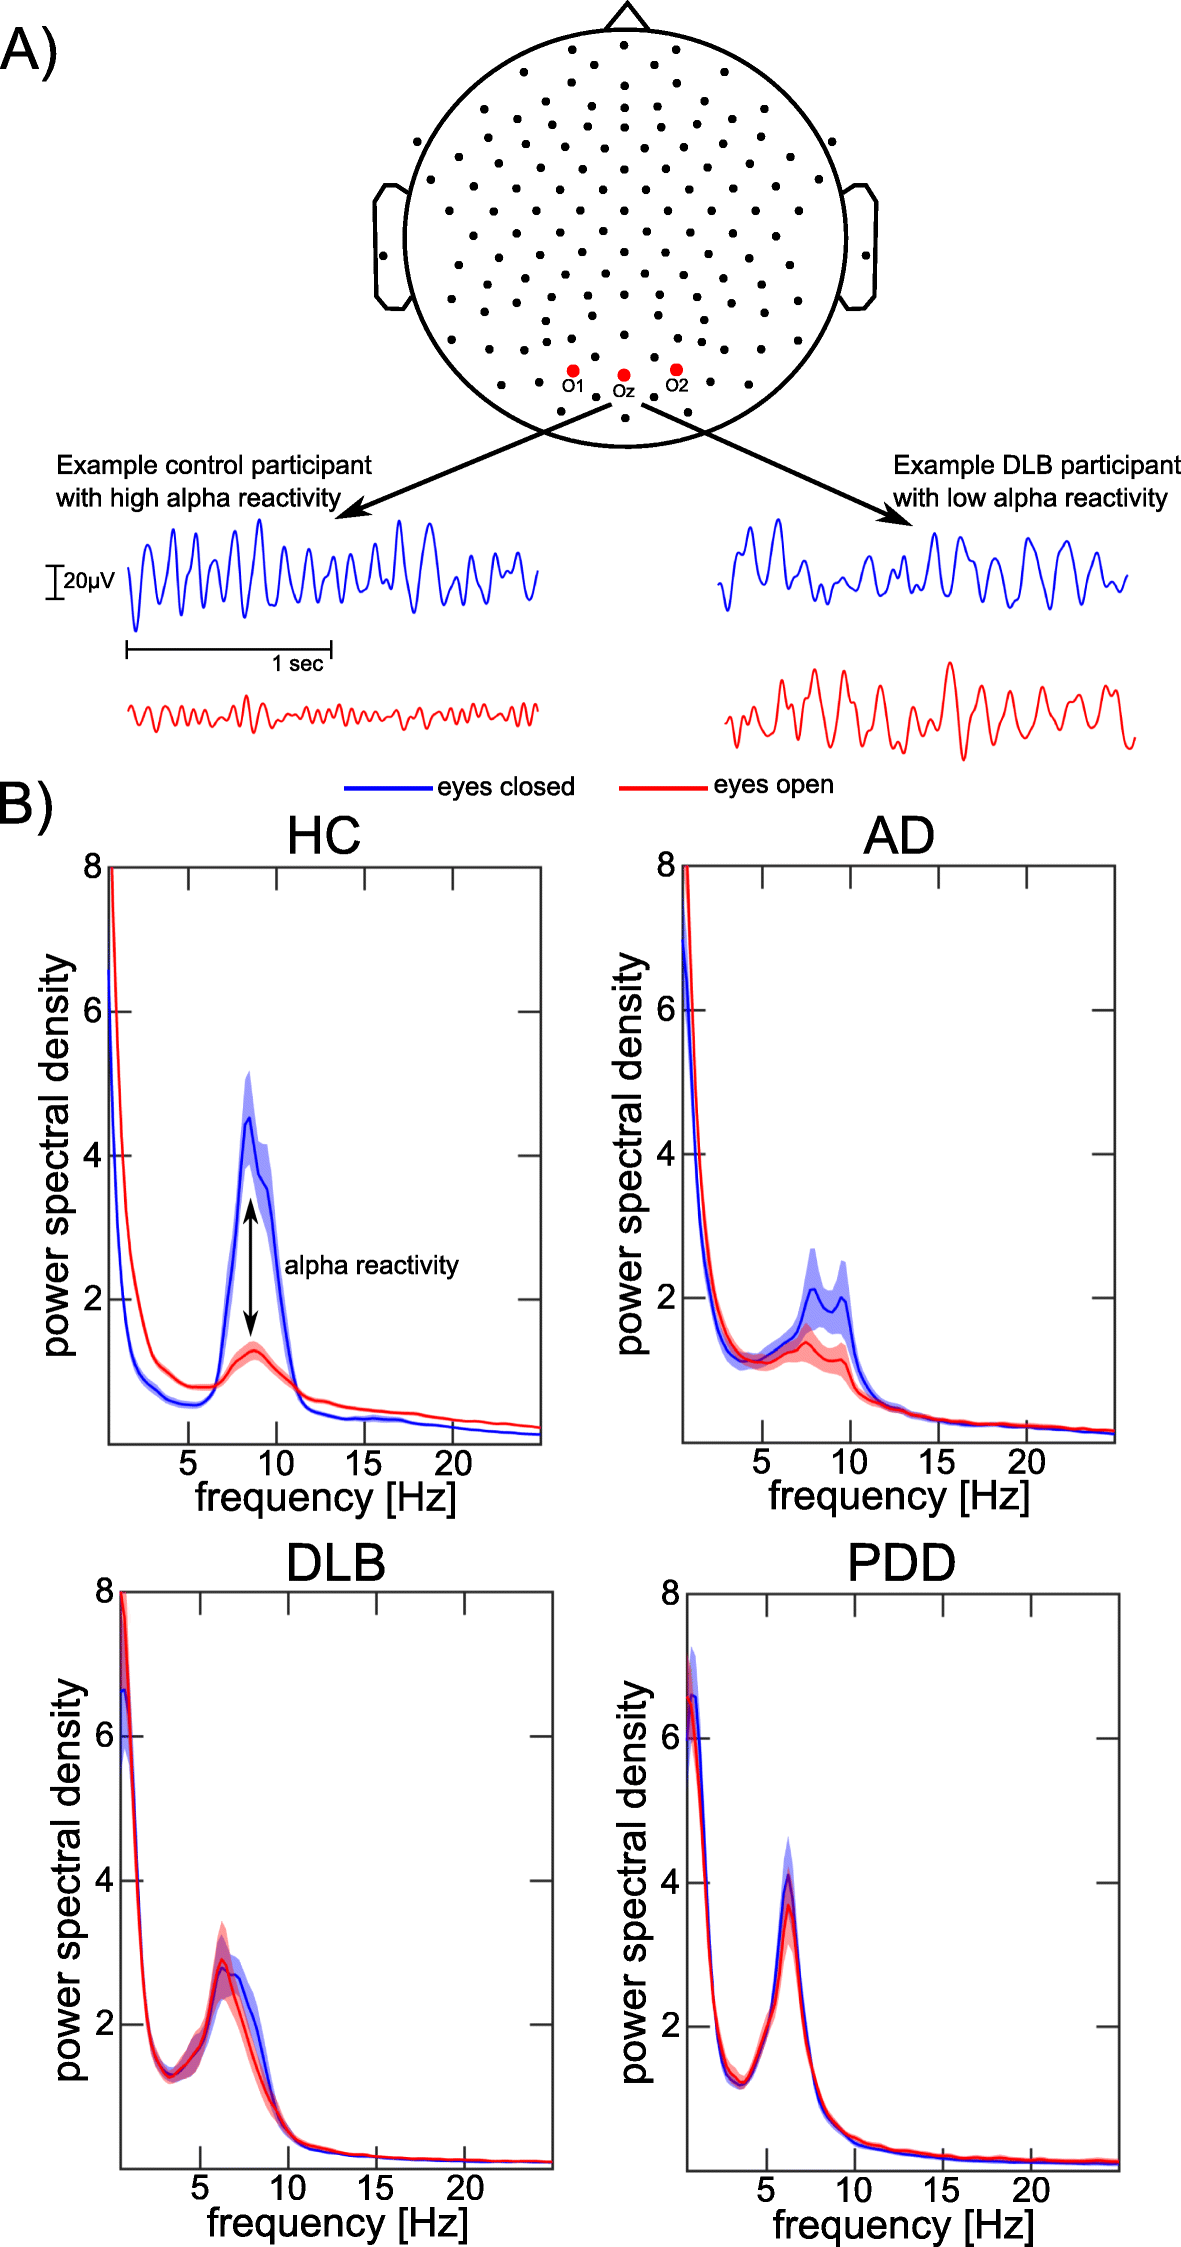 A)
O1
Oz
O2
Example control participant
with high alpha reactivity
Example DLB participant
with low alpha reactivity
20µV
1 sec
eyes closed
eyes open
B)
HC
8
6
4
2
power spectral density
alpha reactivity
5 10 15 20
frequency [Hz]
AD
8
6
4
2
power spectral density
5 10 15 20
frequency [Hz]
DLB
8
6
4
2
power spectral density
5 10 15 20
frequency [Hz]
PDD
8
6
4
2
power spectral density
5 10 15 20
frequency [Hz]